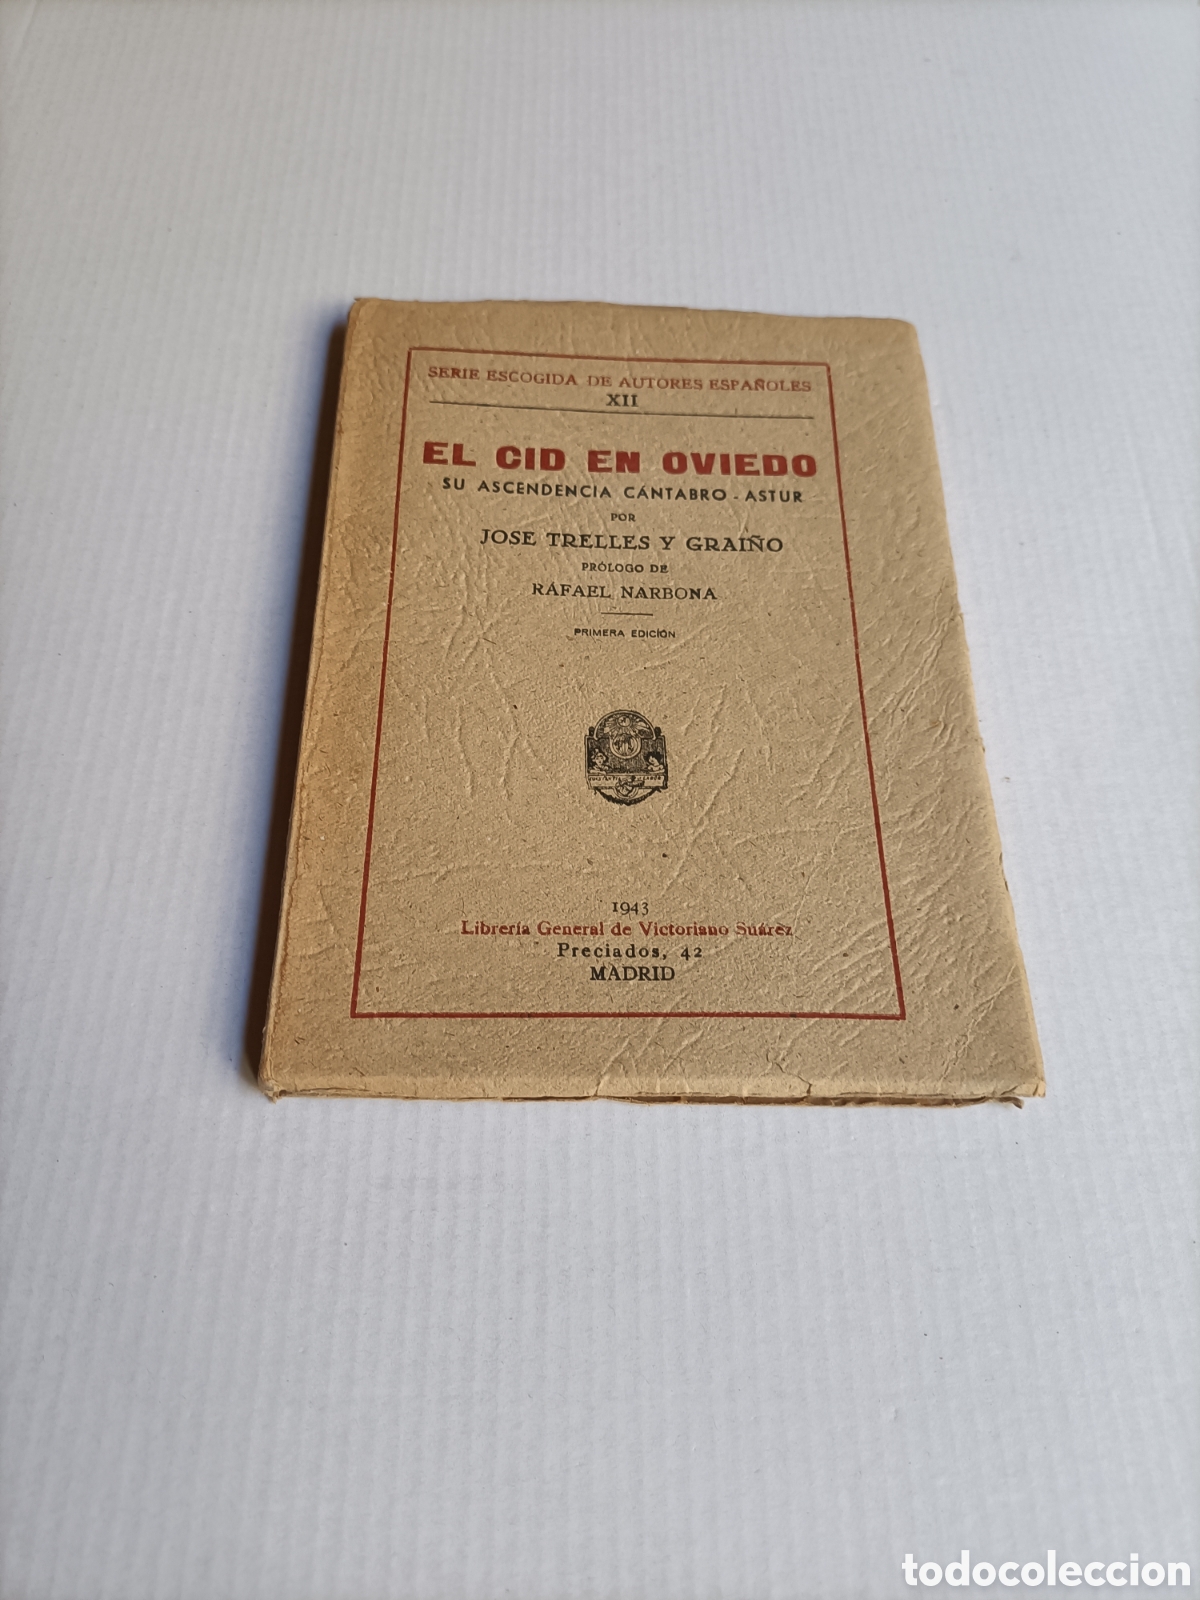 SERIE ESCOGIDA DE AUTORES ESPAÑOLES
XII
EL CID EN OVIEDO
SU ASCENDENCIA CÁNTABRO - ASTUR
POR
JOSE TRELLES Y GRAIÑO
PRÓLOGO DE
RÁFAEL NARBONA
PRIMERA EDICIÓN
1943
Librería General de Victoriano Suárez
Preciados, 42
MADRID
todocoleccion